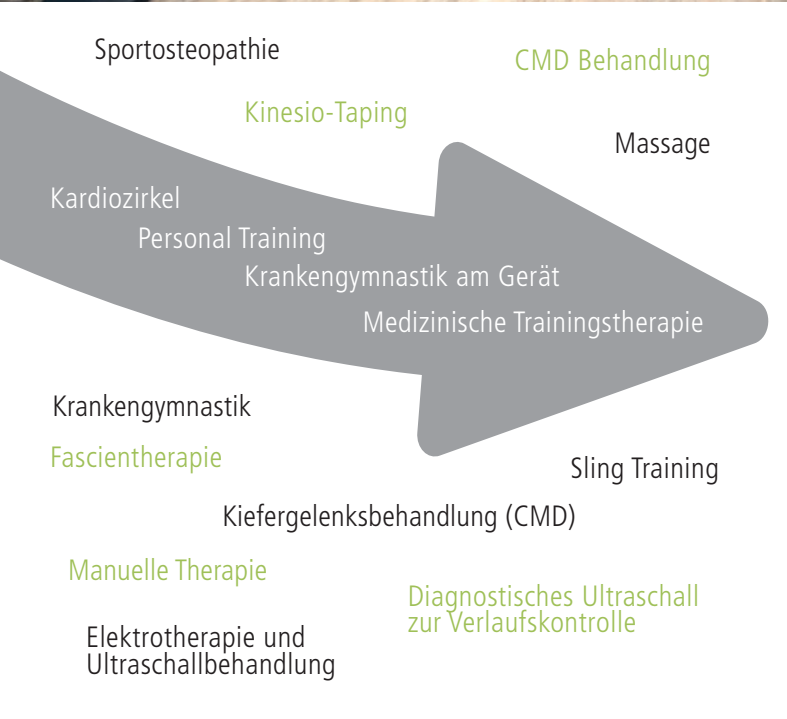 Sportosteopathie
CMD Behandlung
Kinesio-Taping
Massage
Kardiozirkel
Personal Training
Krankengymnastik am Gerät
Medizinische Trainingstherapie
Krankengymnastik
Fascientherapie
Sling Training
Kiefergelenksbehandlung (CMD)
Manuelle Therapie
Diagnostisches Ultraschall
zur Verlaufskontrolle
Elektrotherapie und
Ultraschallbehandlung